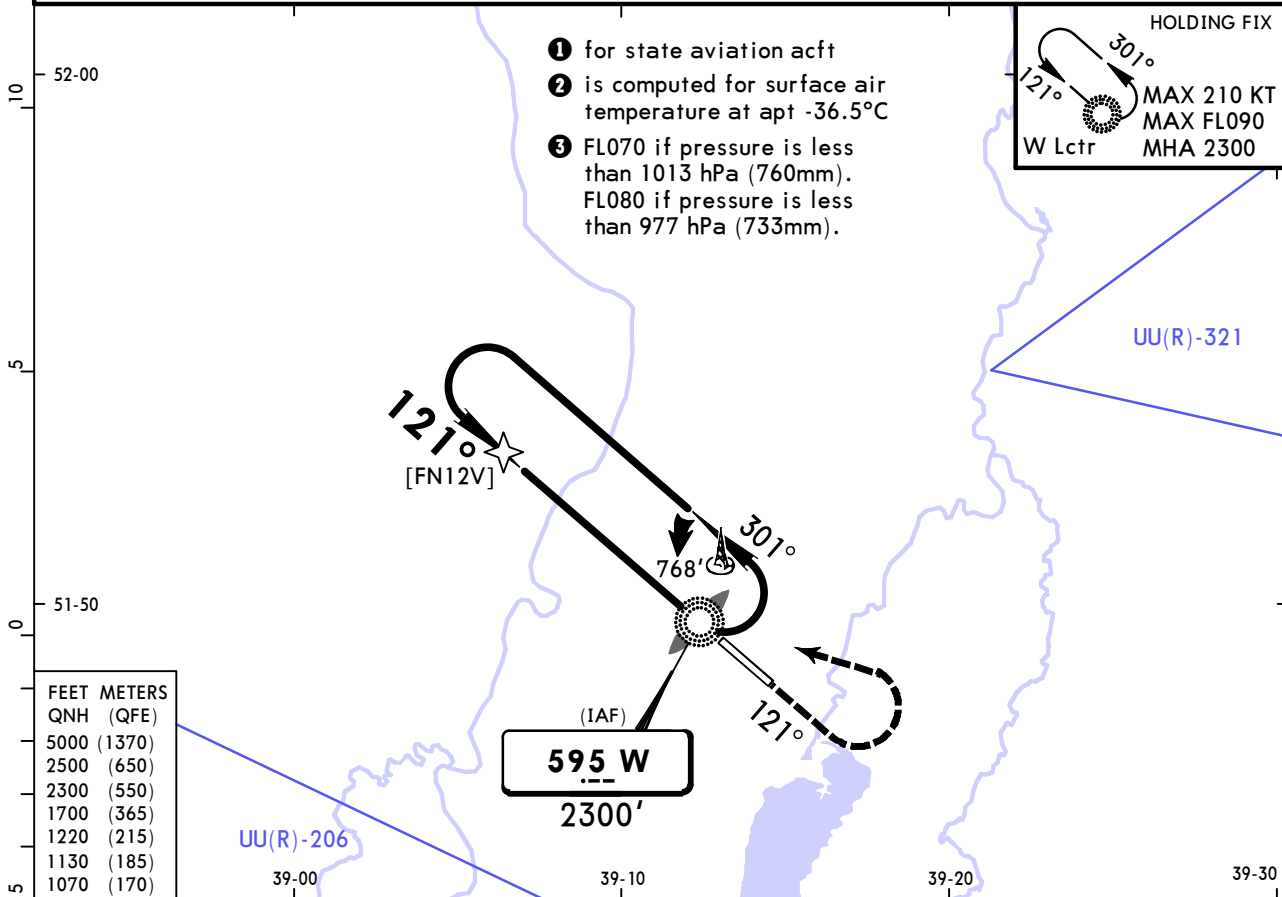 HOLDING FIX
301°
121°
MAX 210 KT
MAX FL090
W Lctr MHA 2300
❶ for state aviation acft
❷ is computed for surface air
temperature at apt -36.5°C
❸ FL070 if pressure is less
than 1013 hPa (760mm).
FL080 if pressure is less
than 977 hPa (733mm).
52-00
10
5
UU(R)-321
121°
[FN12V]
301°
768'
51-50
0
121°
(IAF)
595 W
2300'
FEET METERS
QNH (QFE)
5000 (1370)
2500 (650)
2300 (550)
1700 (365)
1220 (215)
1130 (185)
1070 (170)
UU(R)-206
5
39-00
39-10
39-20
39-30